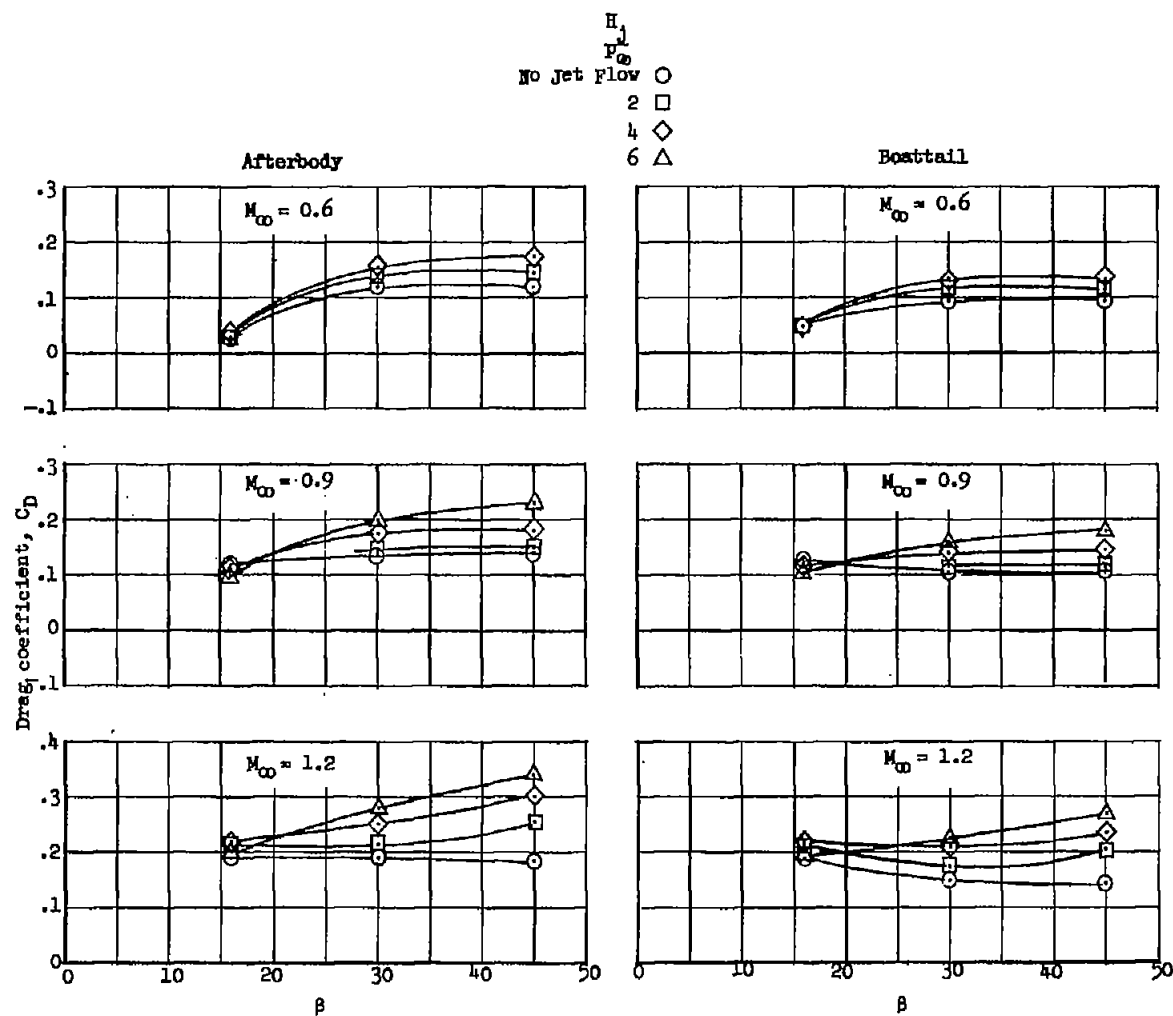 H_j
p_∞
No Jet Flow ○
2 □
4 ◇
6 △
Afterbody
Boattail
.3
.2
.1
0
-.1
M_∞ = 0.6
M_∞ = 0.6
Drag coefficient, C_D
.3
.2
.1
0
.1
M_∞ = 0.9
M_∞ = 0.9
.4
.3
.2
.1
0
M_∞ = 1.2
M_∞ = 1.2
0 10 20 30 40 50
0 10 20 30 40 50
β
β